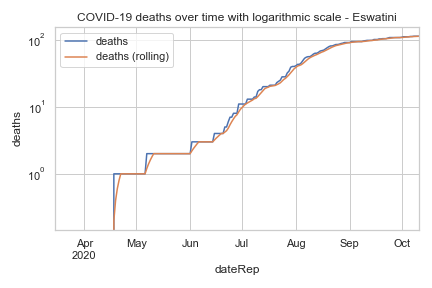 COVID-19 deaths over time with logarithmic scale - Eswatini
deaths
deaths (rolling)
10²
10¹
10⁰
deaths
Apr
2020
May
Jun
Jul
Aug
Sep
Oct
dateRep